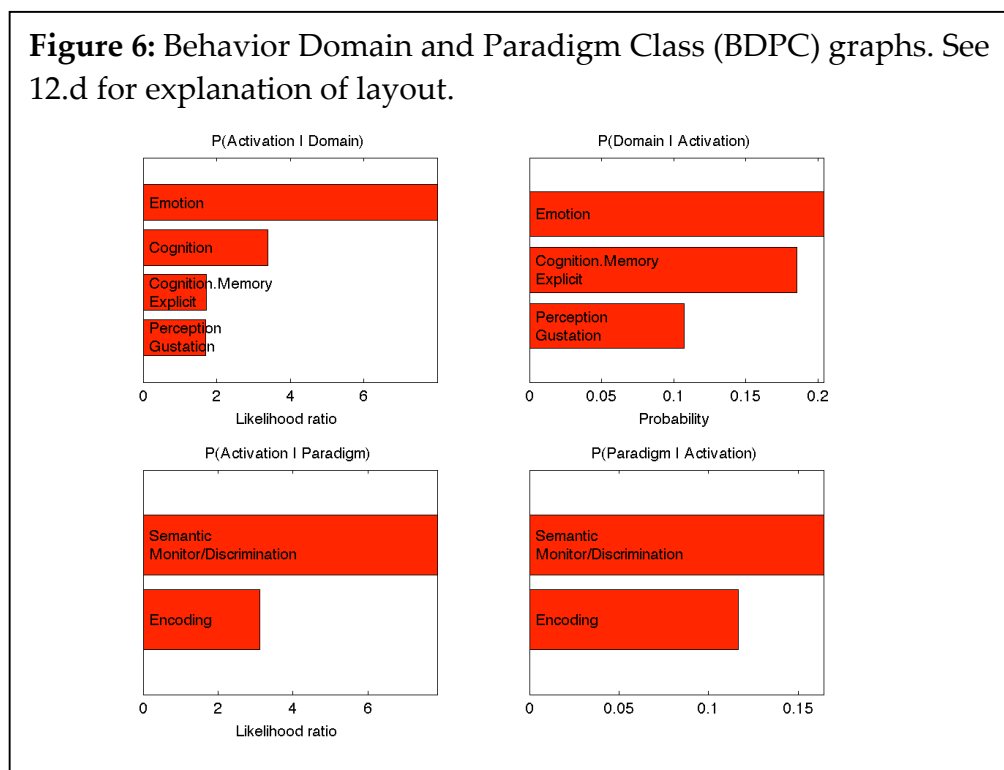 Figure 6: Behavior Domain and Paradigm Class (BDPC) graphs. See
12.d for explanation of layout.
P(Activation I Domain)
Emotion
Cognition
Cognition.Memory
Explicit
Perception
Gustation
0 2 4 6
Likelihood ratio
P(Domain I Activation)
Emotion
Cognition.Memory
Explicit
Perception
Gustation
0 0.05 0.1 0.15 0.2
Probability
P(Activation I Paradigm)
Semantic
Monitor/Discrimination
Encoding
0 2 4 6
Likelihood ratio
P(Paradigm I Activation)
Semantic
Monitor/Discrimination
Encoding
0 0.05 0.1 0.15